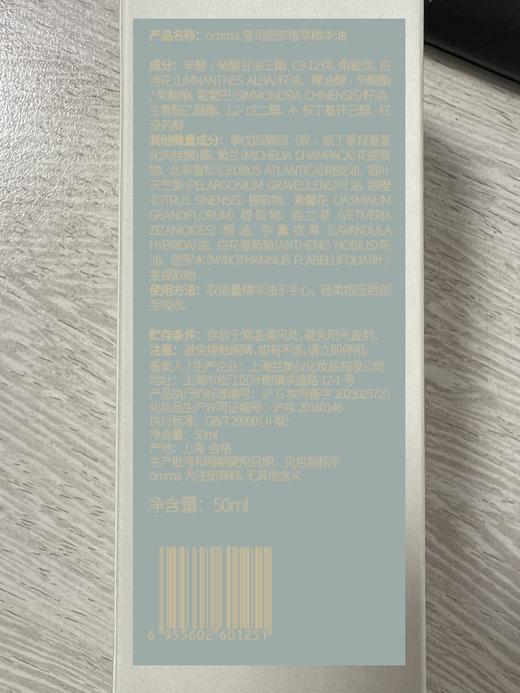 产品名称：omma 莹润面部植萃精华油
成分：辛酸 / 癸酸甘油三酯、C9-12 烷、角鲨烷、白
池花（LIMNANTHES ALBA）籽油、椰油醇 - 辛酸酯
/ 癸酸酯、霍霍巴（SIMMONDSIA CHINENSIS）籽油、
生育酚乙酸酯、1,2- 戊二醇、4- 叔丁基环己醇、红
没药醇
其他微量成分：季戊四醇四（双 - 叔丁基羟基氢
化肉桂酸）酯、黄兰（MICHELIA CHAMPACA）花提取
物、北非雪松（CEDRUS ATLANTICA）树皮油、香叶
天竺葵（PELARGONIUM GRAVEOLENS）叶油、甜橙
（CITRUS SINENSIS）提取物、素馨花（JASMINUM
GRANDIFLORUM）提取物、岩兰草（VETIVERIA
ZIZANIOIDES）根油、杂薰衣草（LAVANDULA
HYBRIDA）油、白花春黄菊（ANTHEMIS NOBILIS）花
油、密罗木（MYROTHAMNUS FLABELLIFOLIA）叶 /
茎提取物
使用方法：取适量精华油于手心，轻柔按压脸部
至吸收。
贮存条件：存放于常温通风处，避免阳光直射。
注意：避免接触眼睛，如有不适，请立即停用。
备案人 / 生产企业：上海兰美仪化妆品有限公司
地址：上海市松江区叶榭镇求盛路 12-1 号
产品执行的标准编号：沪 G 妆网备字 2023025720
化妆品生产许可证编号：沪妆 20160146
执行标准：GB/T 29990（Ⅱ型）
净含量：50ml
产地：上海 合格
生产批号和限期使用日期：见包装标示
omma 为注册商标，无其他含义
净含量：50ml
6 955602 601251